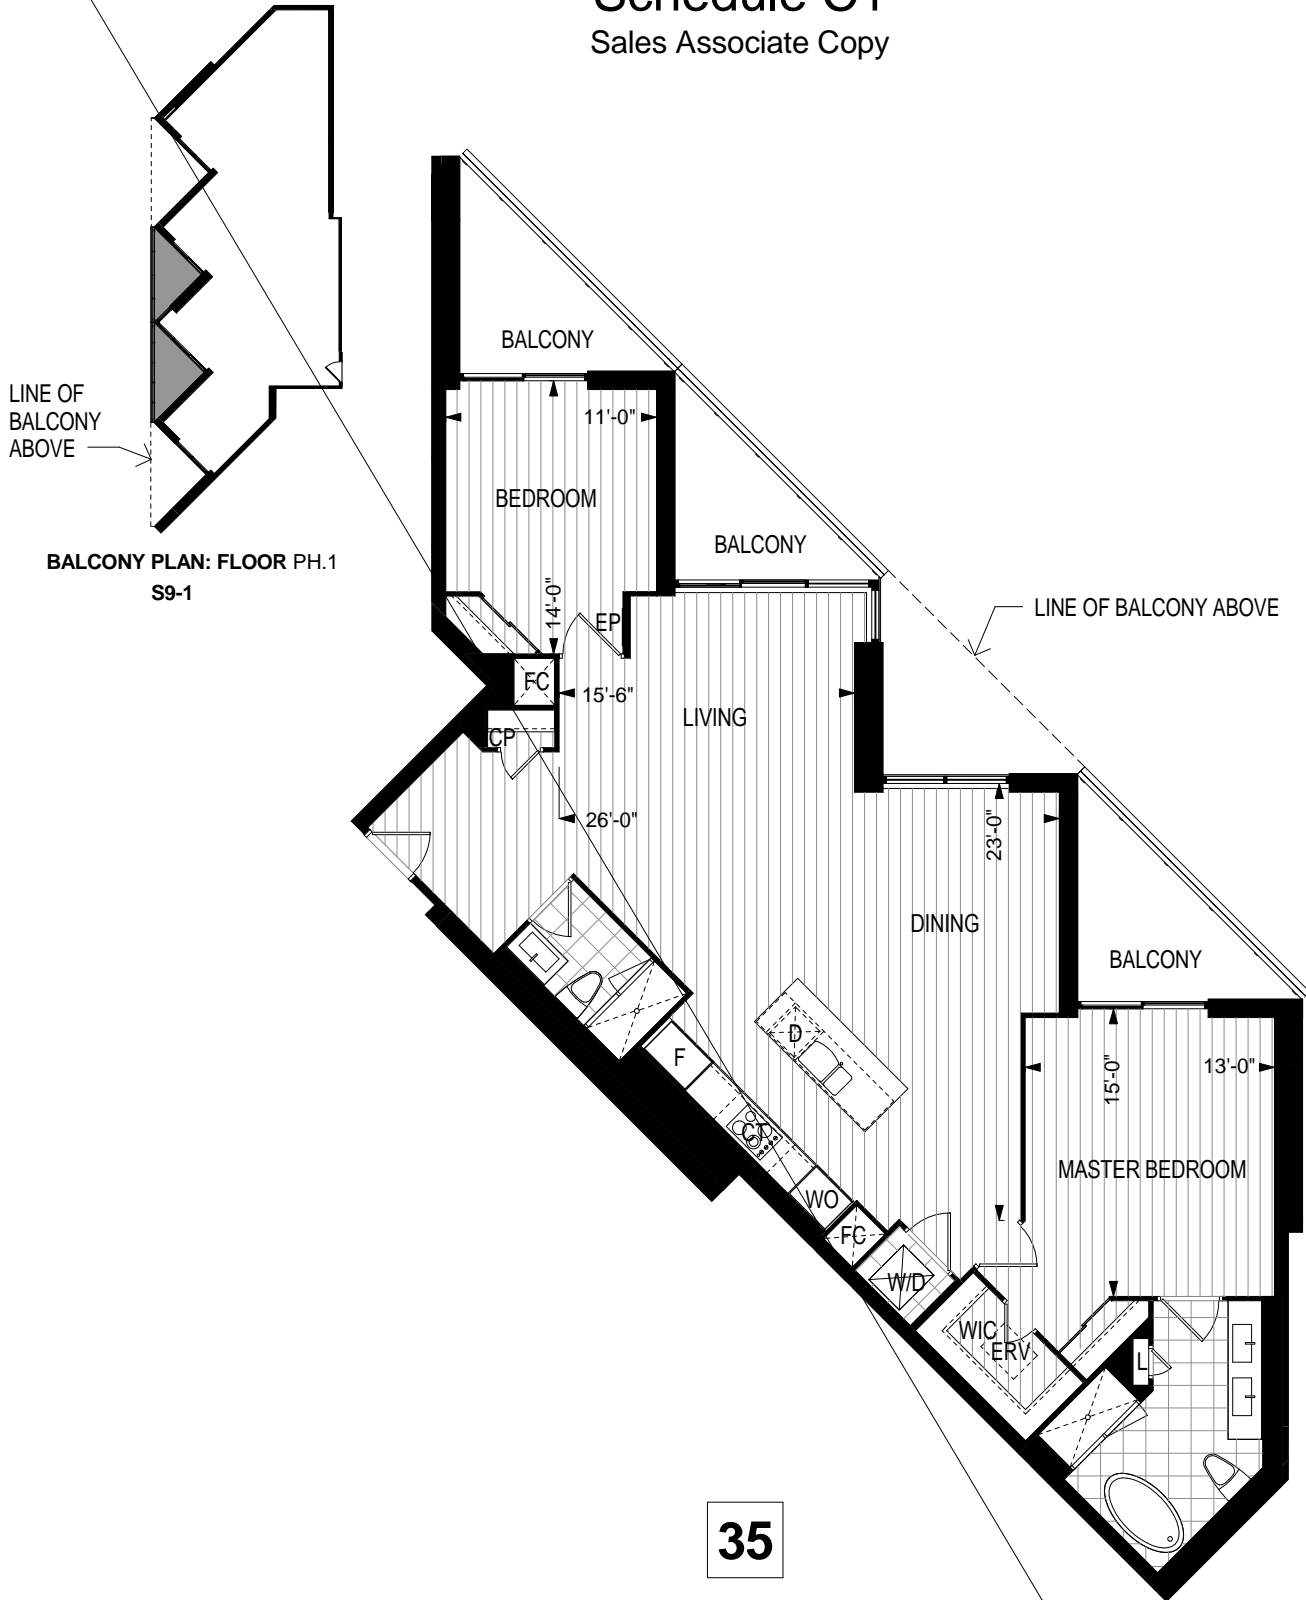 Sales Associate Copy
BALCONY
LINE OF
BALCONY
ABOVE
11'-0"
BEDROOM
BALCONY
BALCONY PLAN: FLOOR PH.1
S9-1
14'-0"
EP
LINE OF BALCONY ABOVE
FC
15'-6"
LIVING
CP
26'-0"
23'-0"
DINING
BALCONY
D
F
15'-0"
13'-0"
CT
MASTER BEDROOM
WO
FC
W/D
WIC
ERV
L
35